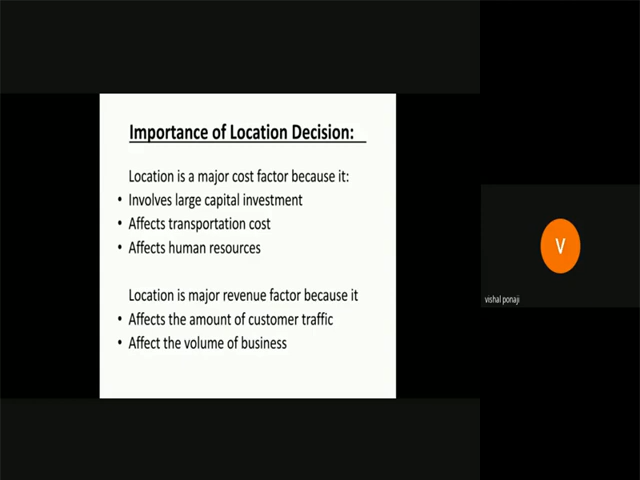 Importance of Location Decision:
Location is a major cost factor because it:
• Involves large capital investment
• Affects transportation cost
• Affects human resources
Location is major revenue factor because it
• Affects the amount of customer traffic
• Affect the volume of business
V
vishal ponaji